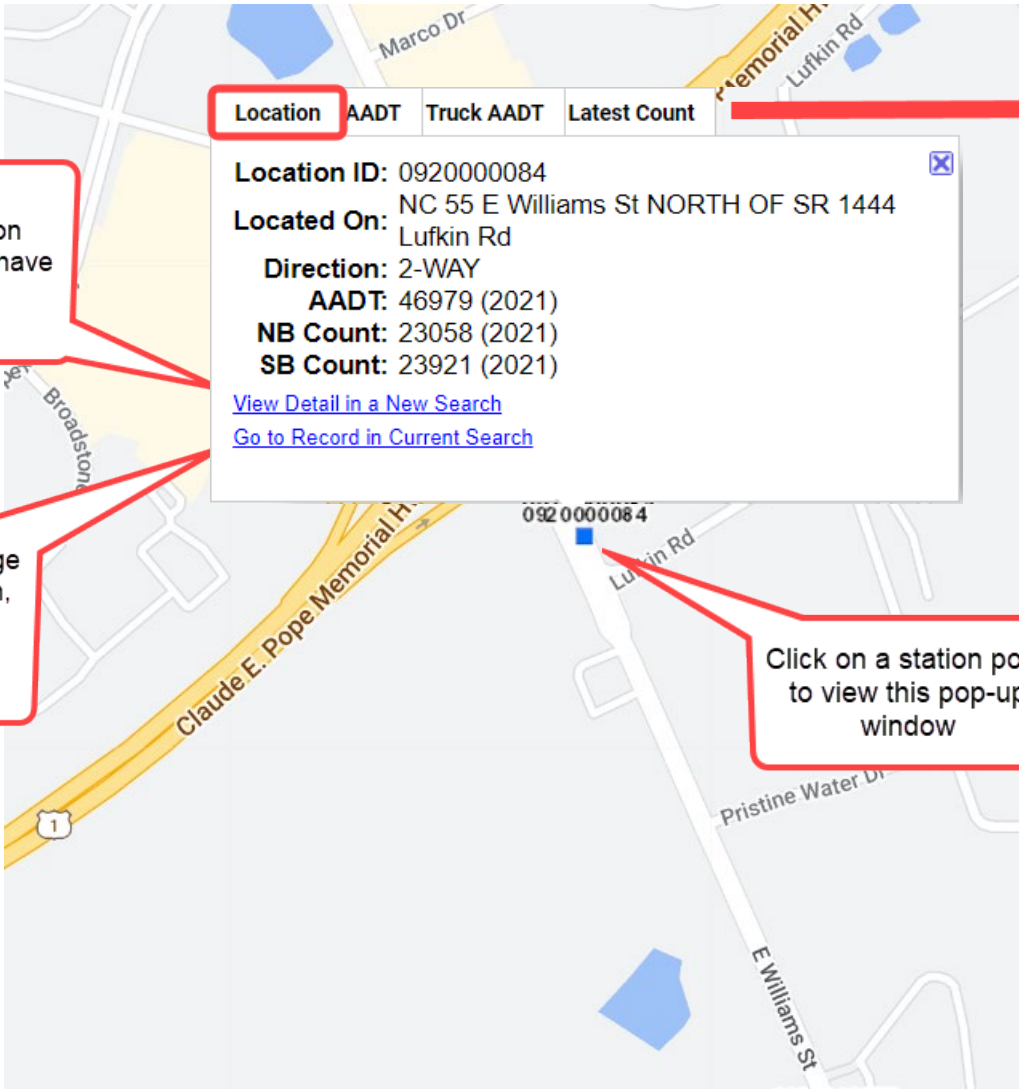 Marco Dr
Memorial H
Lufkin Rd
Location AADT Truck AADT Latest Count
Location ID: 0920000084
Located On: NC 55 E Williams St NORTH OF SR 1444
Lufkin Rd
Direction: 2-WAY
AADT: 46979 (2021)
NB Count: 23058 (2021)
SB Count: 23921 (2021)
View Detail in a New Search
Go to Record in Current Search
on
have
Broadstone
0920000084
Lufkin Rd
ge
n,
Claude E. Pope Memorial H
Click on a station po
to view this pop-up
window
Pristine Water Dr
1
E Williams St